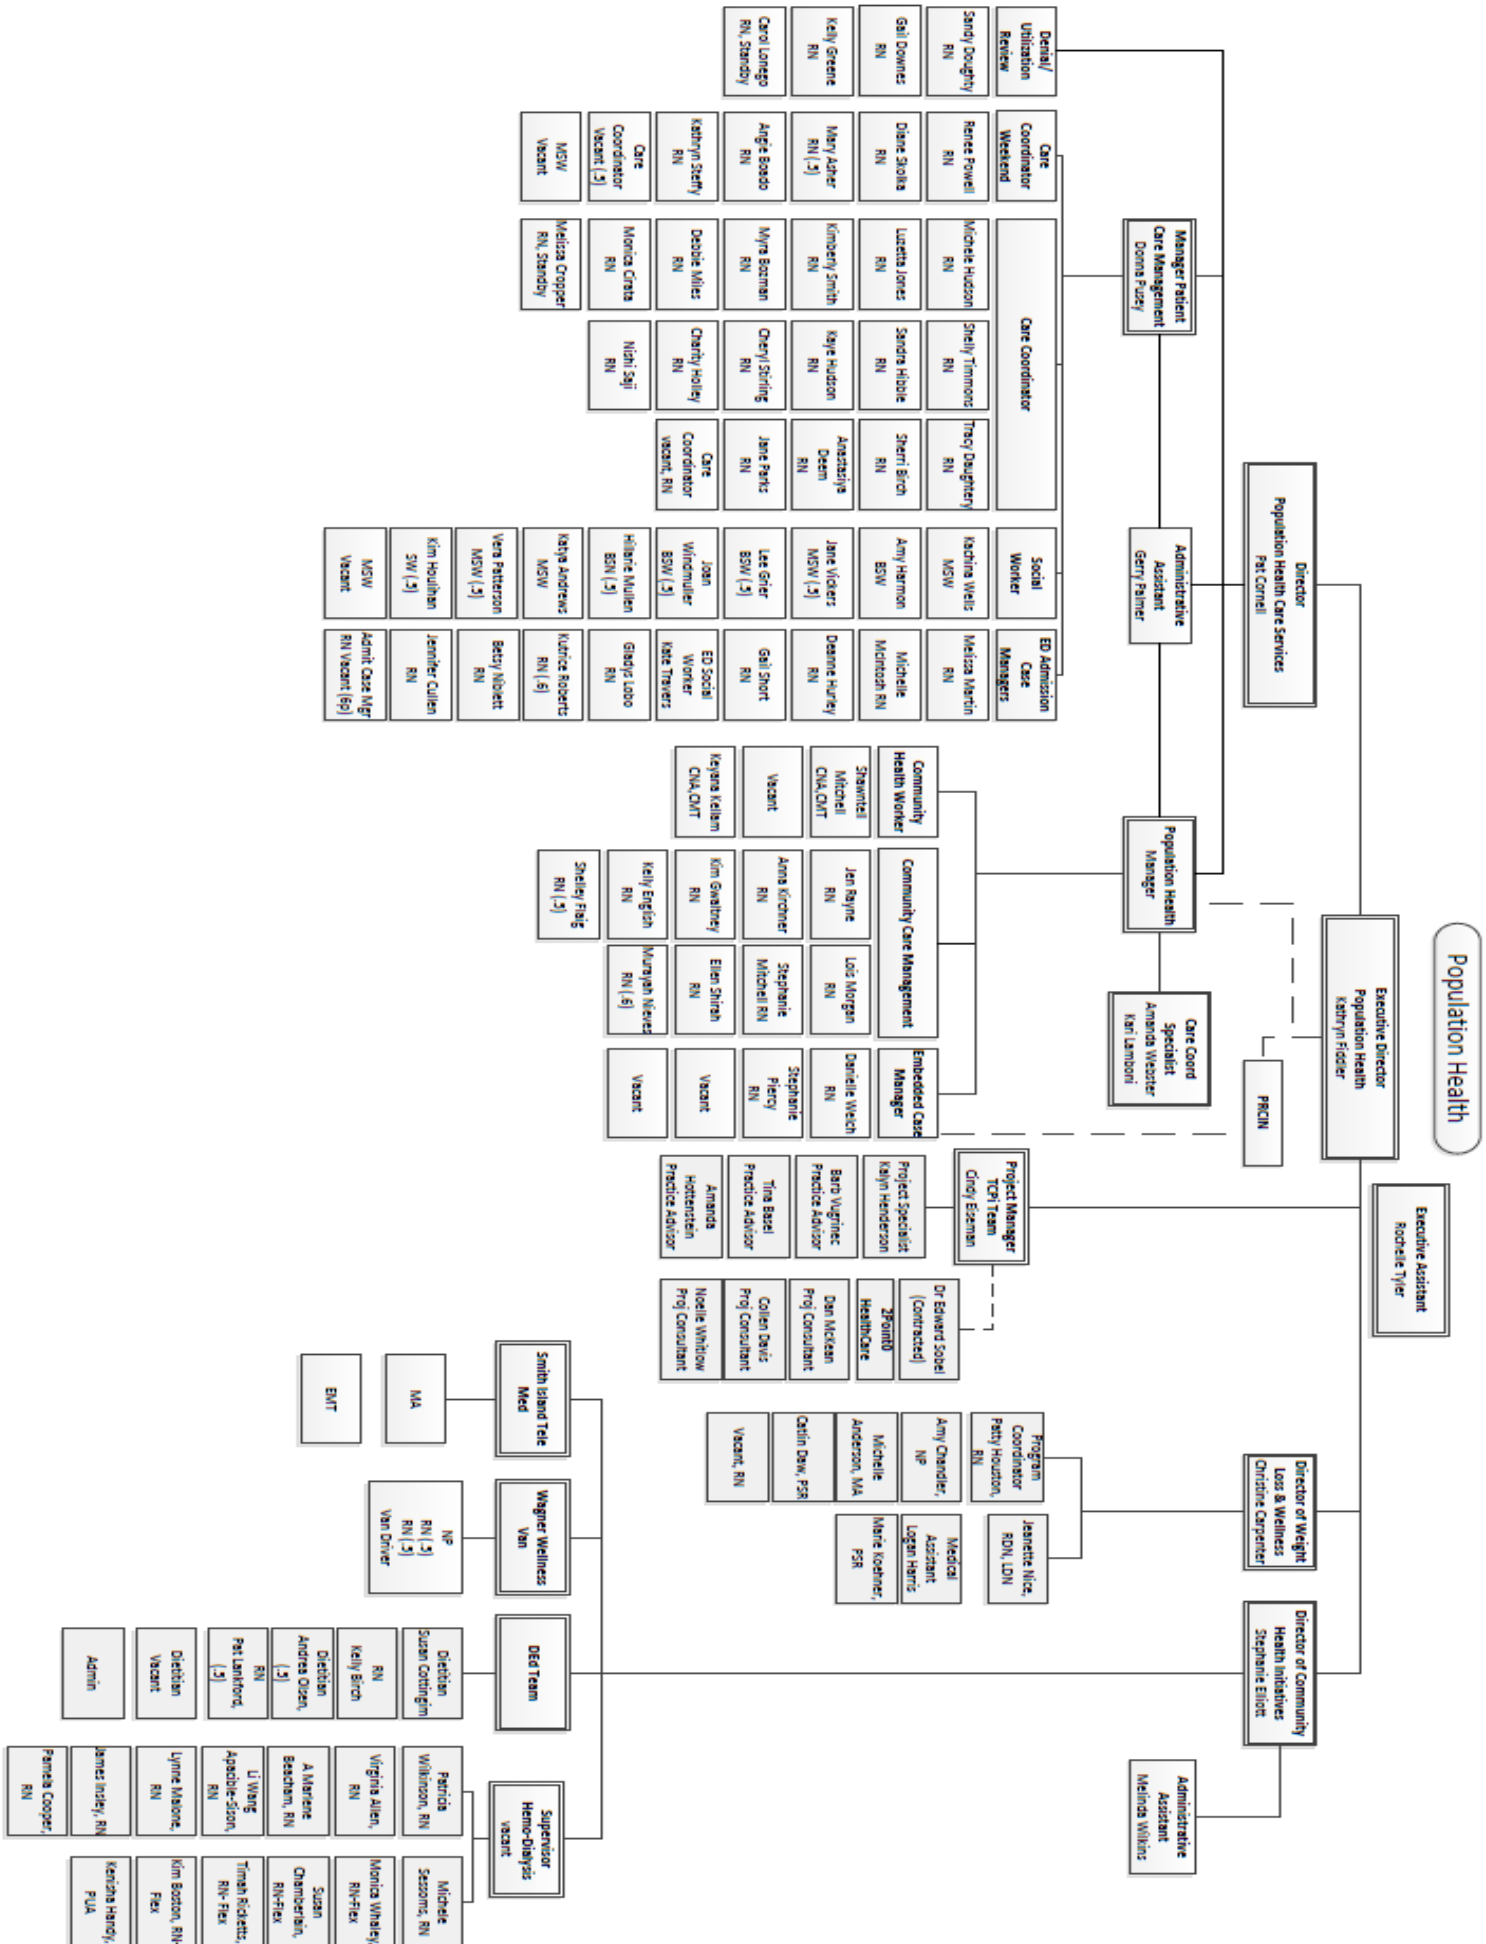 Population Health
Executive Director
Population Health
Kathryn Fiddler
Executive Assistant
Rochelle Tyler
PRCIN
Director
Population Health Care Services
Pat Cornell
Director of Weight
Loss & Wellness
Christine Carpenter
Director of Community
Health Initiatives
Stephanie Elliott
Manager Patient
Care Management
Donna Pusey
Administrative
Assistant
Gerry Palmer
Population Health
Manager
Care Coord
Specialist
Amanda Webster
Kari Lamboni
Administrative
Assistant
Melinda Wilkins
Denial/
Utilization
Review
Sandy Doughty
RN
Gail Downes
RN
Kelly Greene
RN
Carol Lonego
RN, Standby
Care
Coordinator
Weekend
Renee Powell
RN
Diane Skolka
RN
Mary Asher
RN (.5)
Angie Boado
RN
Kathryn Steffy
RN
Care
Coordinator
Vacant (.5)
MSW
Vacant
Care Coordinator
Michele Hudson
RN
Luzetta Jones
RN
Kimberly Smith
RN
Myra Bozman
RN
Debbie Miles
RN
Monica Cirata
RN
Melissa Cropper
RN, Standby
Shelly Timmons
RN
Sandra Hibble
RN
Kaye Hudson
RN
Cheryl Stirling
RN
Charity Holley
RN
Nishi Saji
RN
Tracy Daughtery
RN
Sherri Birch
RN
Anastasiya
Deem
RN
Jane Parks
RN
Care
Coordinator
vacant, RN
Social
Worker
Kachina Wells
MSW
Amy Harmon
BSW
Jane Vickers
MSW (.5)
Lee Grier
BSW (.5)
Joan
Windmuller
BSW (.5)
Hillarie Mullen
BSN (.5)
Katya Andrews
MSW
Vera Patterson
MSW (.5)
Kim Houlihan
SW (.5)
MSW
Vacant
ED Admission
Case
Managers
Melissa Martin
RN
Michelle
McIntosh RN
Deanne Hurley
RN
Gail Short
RN
ED Social
Worker
Kate Travers
Gladys Lobo
RN
Kutrice Roberts
RN (.6)
Betsy Niblett
RN
Jennifer Cullen
RN
Admit Case Mgr
RN Vacant (6p)
Community
Health Worker
Shawntell
Mitchell
CNA,CMT
Vacant
Keyana Kellam
CNA,CMT
Community Care Management
Jen Rayne
RN
Anna Kirchner
RN
Kim Gwaltney
RN
Kelly English
RN
Shelley Flaig
RN (.5)
Lois Morgan
RN
Stephanie
Mitchell RN
Ellen Shirah
RN
Murayah Nieves
RN (.6)
Embedded Case
Manager
Danielle Welch
RN
Stephanie
Piercy
RN
Vacant
Vacant
Project Manager
TCPi Team
Cindy Elseman
Project Specialist
Kalyn Henderson
Barb Vugrinec
Practice Advisor
Tina Basel
Practice Advisor
Amanda
Hottenstein
Practice Advisor
Dr Edward Sobel
(Contracted)
2Point0
HealthCare
Dan McKean
Proj Consultant
Collen Davis
Proj Consultant
Noelle Whitlow
Proj Consultant
Program
Coordinator
Patty Houston,
RN
Amy Chandler,
NP
Michelle
Anderson, MA
Catlin Daw, PSR
Vacant, RN
Jeanette Nice,
RDN, LDN
Medical
Assistant
Logan Harris
Marie Koehner,
PSR
Smith Island Tele
Med
MA
EMT
Wagner Wellness
Van
NP
RN (.5)
RN (.5)
Van Driver
DEd Team
Dietitian
Susan Cottingim
RN
Kelly Birch
Dietitian
Andrea Olsen,
(.5)
RN
Pat Lankford,
(.5)
Dietitian
Vacant
Admin
Supervisor
Hemo-Dialysis
vacant
Patricia
Wilkinson, RN
Virginia Allen,
RN
A Marlene
Beacham, RN
Li Wang
Apacible-Sison,
RN
Lynne Malone,
RN
James Insley, RN
Pamela Cooper,
RN
Michele
Sessoms, RN
Monica Whaley,
RN-Flex
Susan
Chamberlain,
RN-Flex
Timah Ricketts,
RN- Flex
Kim Boston, RN-
Flex
Kenisha Handy,
PUA